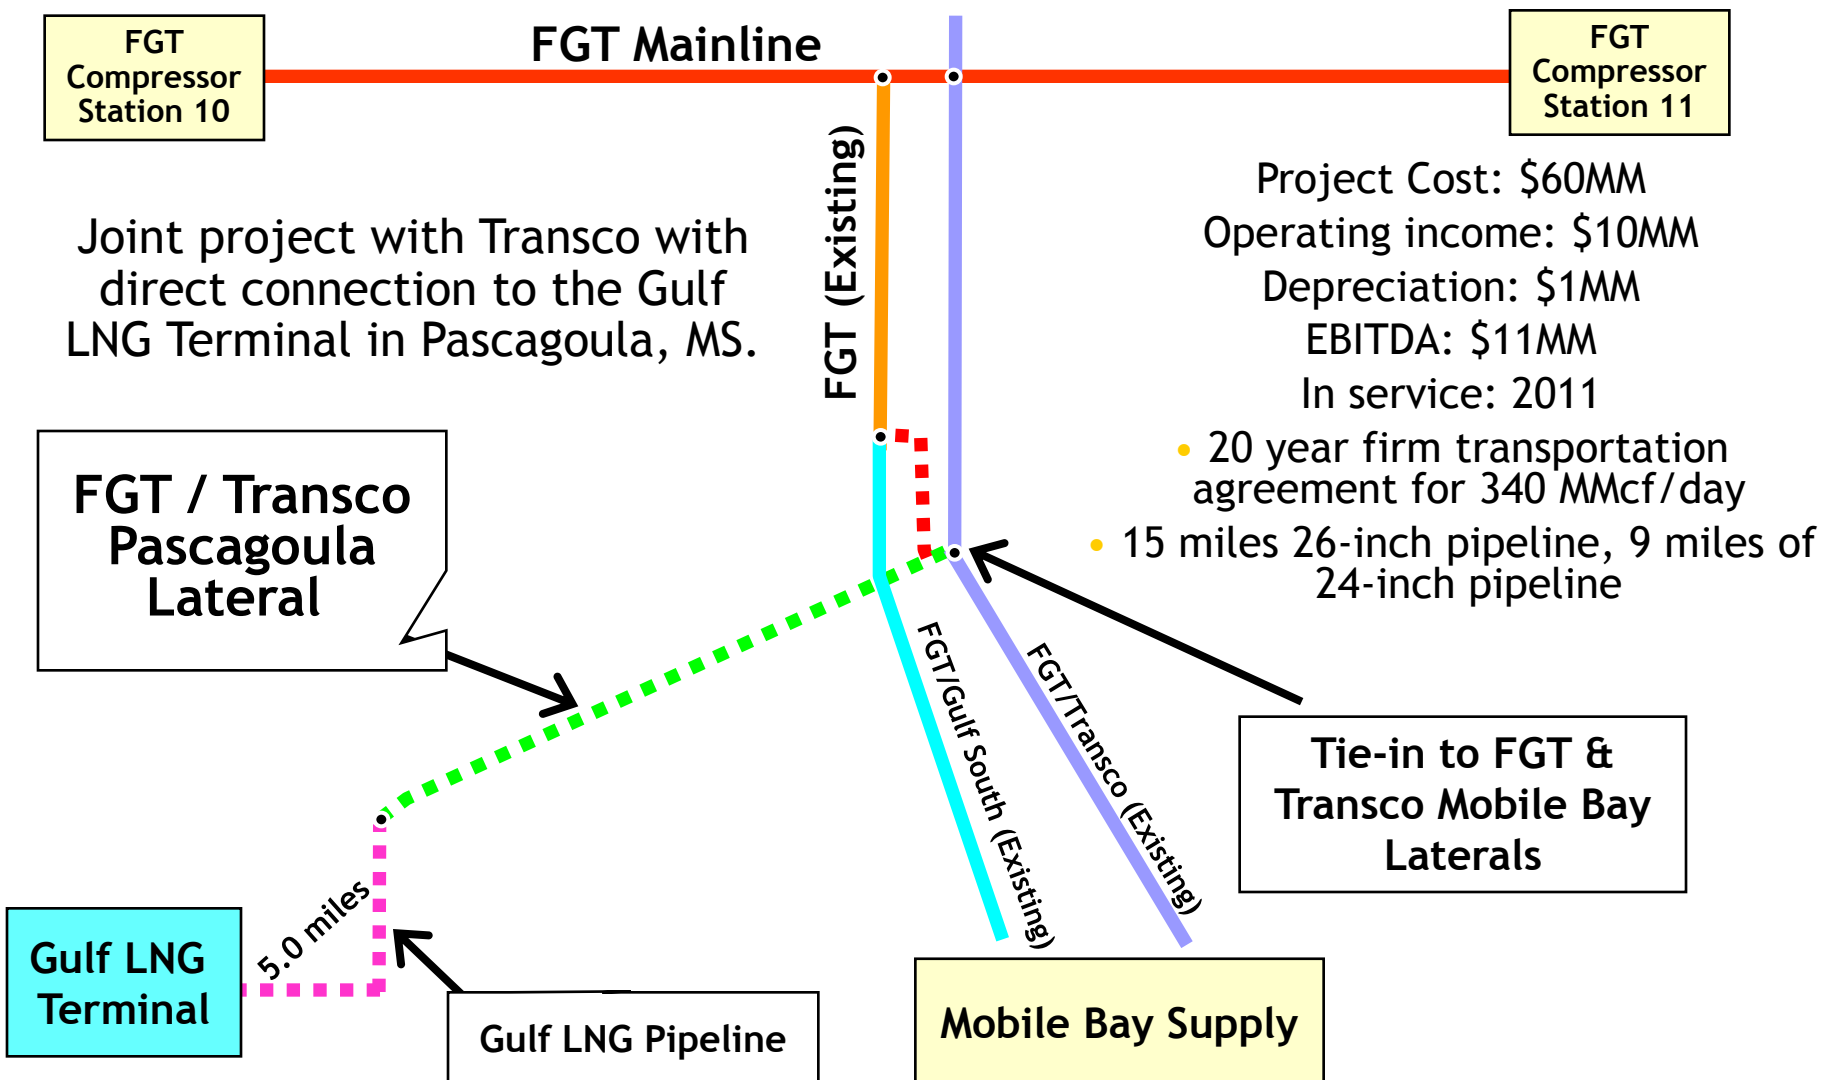 FGT
Compressor
Station 10
FGT Mainline
FGT
Compressor
Station 11
FGT (Existing)
Joint project with Transco with
direct connection to the Gulf
LNG Terminal in Pascagoula, MS.
Project Cost: $60MM
Operating income: $10MM
Depreciation: $1MM
EBITDA: $11MM
In service: 2011
• 20 year firm transportation
agreement for 340 MMcf/day
• 15 miles 26-inch pipeline, 9 miles of
24-inch pipeline
FGT / Transco
Pascagoula
Lateral
FGT/Gulf South (Existing)
FGT/Transco (Existing)
Tie-in to FGT &
Transco Mobile Bay
Laterals
5.0 miles
Gulf LNG
Terminal
Gulf LNG Pipeline
Mobile Bay Supply